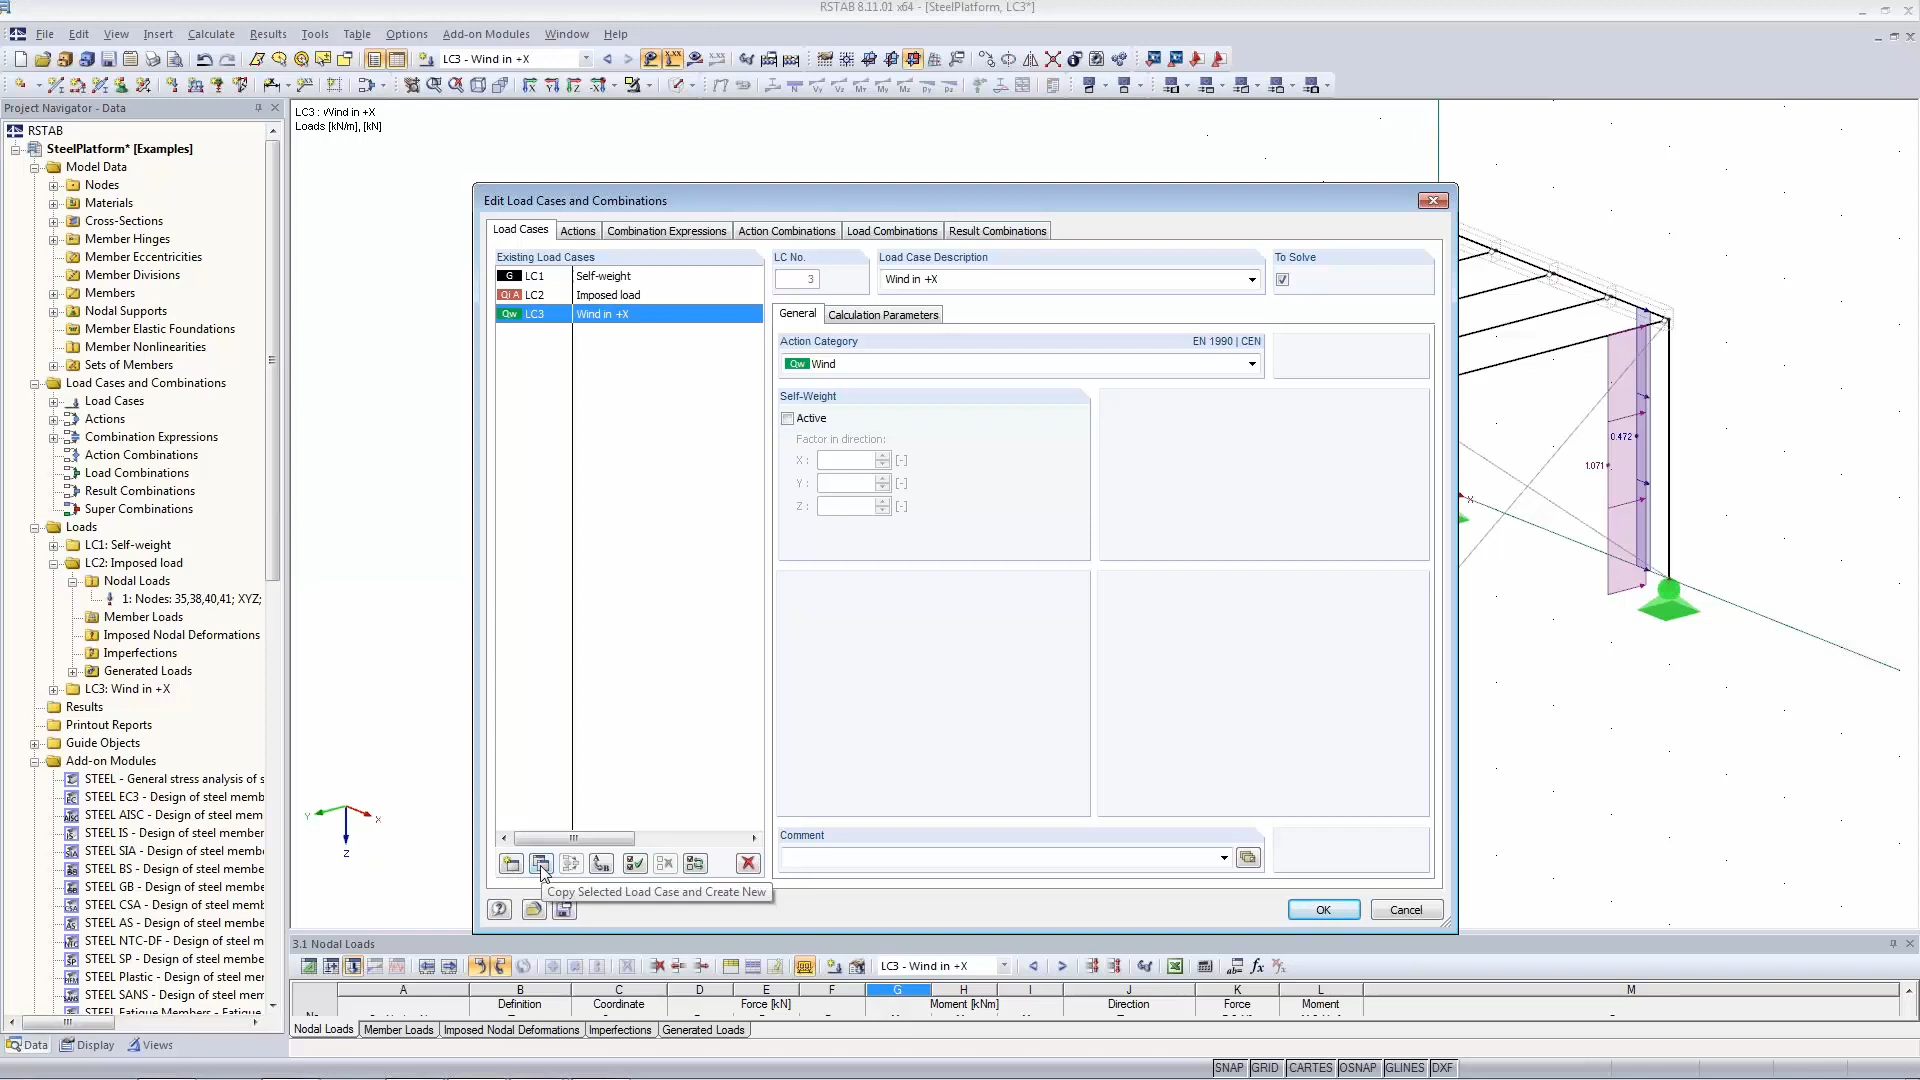 RSTAB 8.11.01 x64 - [SteelPlatform, LC3*]
File Edit View Insert Calculate Results Tools Table Options Add-on Modules Window Help
LC3 - Wind in +X
Project Navigator - Data
RSTAB
SteelPlatform* [Examples]
Model Data
Nodes
Materials
Cross-Sections
Member Hinges
Member Eccentricities
Member Divisions
Members
Nodal Supports
Member Elastic Foundations
Member Nonlinearities
Sets of Members
Load Cases and Combinations
Load Cases
Actions
Combination Expressions
Action Combinations
Load Combinations
Result Combinations
Super Combinations
Loads
LC1: Self-weight
LC2: Imposed load
Nodal Loads
1: Nodes: 35,38,40,41; XYZ;
Member Loads
Imposed Nodal Deformations
Imperfections
Generated Loads
LC3: Wind in +X
Results
Printout Reports
Guide Objects
Add-on Modules
STEEL - General stress analysis of s
STEEL EC3 - Design of steel memb
STEEL AISC - Design of steel mem
STEEL IS - Design of steel member
STEEL SIA - Design of steel membe
STEEL BS - Design of steel membe
STEEL GB - Design of steel membe
STEEL CSA - Design of steel memb
STEEL AS - Design of steel membe
STEEL NTC-DF - Design of steel m
STEEL SP - Design of steel membe
STEEL Plastic - Design of steel mer
STEEL SANS - Design of steel mem
STEEL Fatigue Members - Fatigue
Data Display Views
LC3 : Wind in +X
Loads [kN/m], [kN]
Y X Z
0.472
1.071
X
Edit Load Cases and Combinations
Load Cases Actions Combination Expressions Action Combinations Load Combinations Result Combinations
Existing Load Cases
G LC1 Self-weight
Qi A LC2 Imposed load
Qw LC3 Wind in +X
LC No.
3
Load Case Description
Wind in +X
To Solve
General Calculation Parameters
Action Category EN 1990 | CEN
Qw Wind
Self-Weight
Active
Factor in direction:
X : [-]
Y : [-]
Z : [-]
Comment
Copy Selected Load Case and Create New
OK Cancel
3.1 Nodal Loads
LC3 - Wind in +X
A B C D E F G H I J K L M
Definition Coordinate Force [kN] Moment [kNm] Direction Force Moment
Nodal Loads Member Loads Imposed Nodal Deformations Imperfections Generated Loads
SNAP GRID CARTES OSNAP GLINES DXF